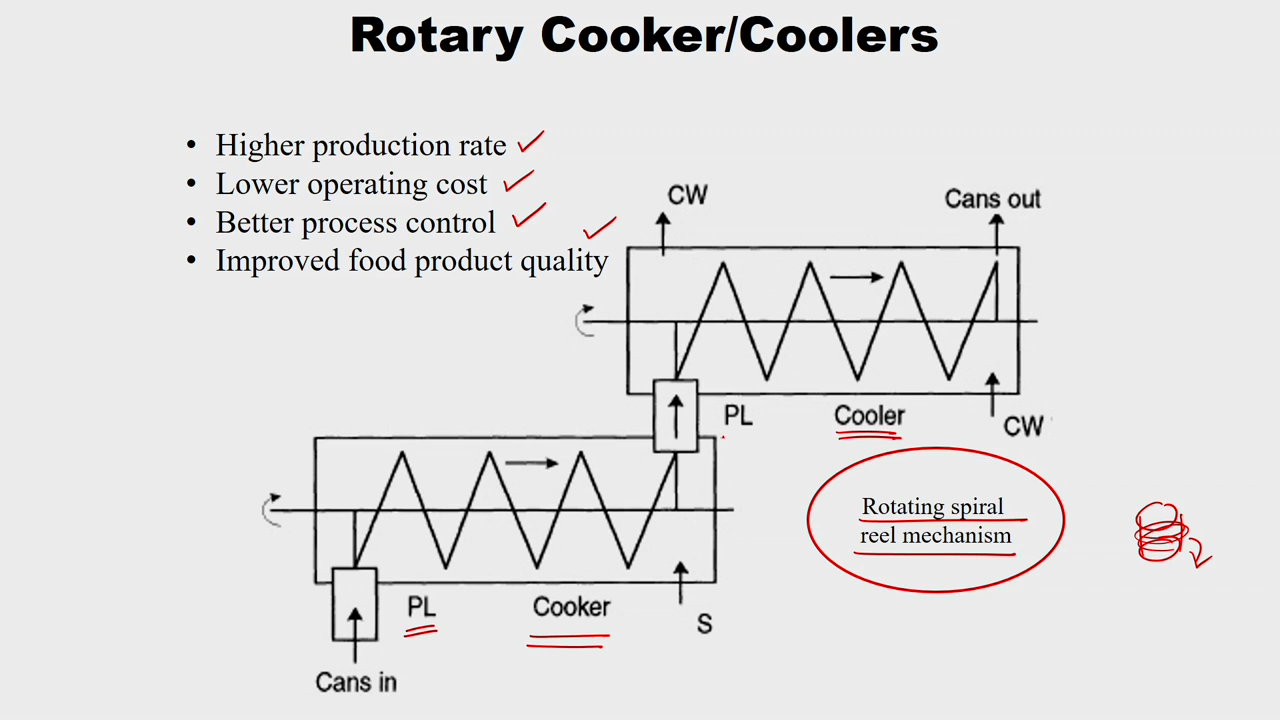 Rotary Cooker/Coolers
• Higher production rate
• Lower operating cost
• Better process control
• Improved food product quality
CW
Cans out
PL
Cooler
CW
Rotating spiral
reel mechanism
PL
Cooker
S
Cans in